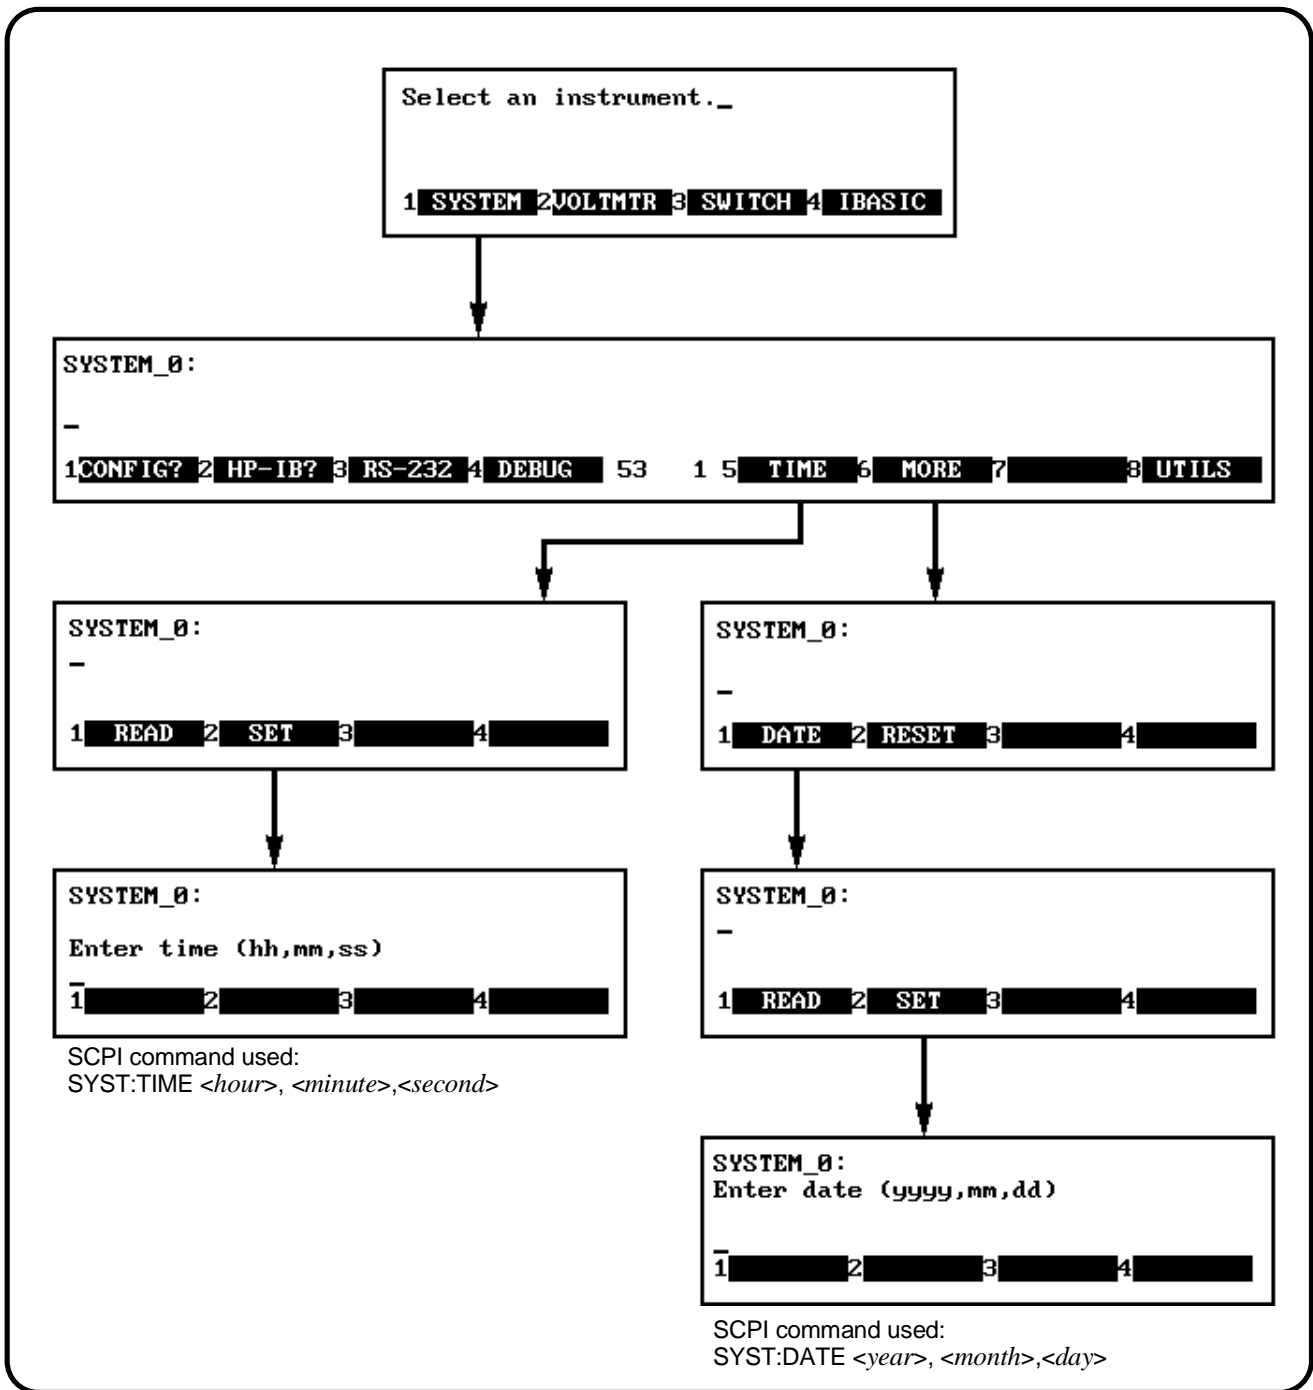 Select an instrument._
1 SYSTEM 2VOLTMTR 3 SWITCH 4 IBASIC
SYSTEM_0:
_
1CONFIG? 2 HP-IB? 3 RS-232 4 DEBUG 53 1 5 TIME 6 MORE 7 8 UTILS
SYSTEM_0:
_
1 READ 2 SET 3 4
SYSTEM_0:
_
1 DATE 2 RESET 3 4
SYSTEM_0:
Enter time (hh,mm,ss)
_
1 2 3 4
SCPI command used:
SYST:TIME <hour>, <minute>,<second>
SYSTEM_0:
_
1 READ 2 SET 3 4
SYSTEM_0:
Enter date (yyyy,mm,dd)
_
1 2 3 4
SCPI command used:
SYST:DATE <year>, <month>,<day>